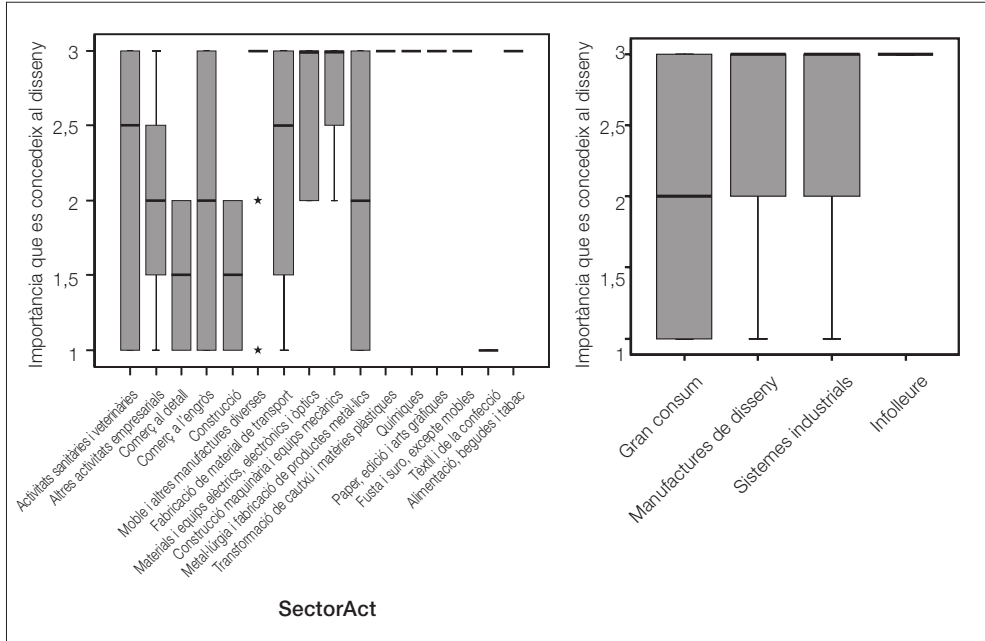 Importància que es concedeix al disseny
3
2,5
2
1,5
1
Activitats sanitàries i veterinàries
Altres activitats empresarials
Comerç al detall
Comerç a l'engròs
Construcció
Moble i altres manufactures diverses
Fabricació de material de transport
Materials i equips elèctrics, electrònics i òptics
Construcció maquinària i equips mecànics
Metal·lúrgia i fabricació de productes metàl·lics
Transformació de cautxú i matèries plàstiques
Químiques
Paper, edició i arts gràfiques
Fusta i suro, excepte mobles
Tèxtil i de la confecció
Alimentació, begudes i tabac
SectorAct
Importància que es concedeix al disseny
3
2,5
2
1,5
1
Gran consum
Manufactures de disseny
Sistemes industrials
Infolleure